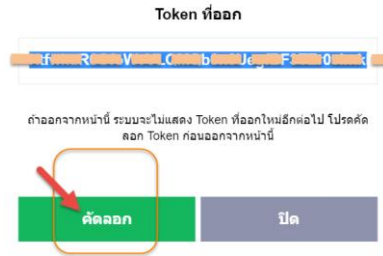 Token ที่ออก
ถ้าออกจากหน้านี้ ระบบจะไม่แสดง Token ที่ออกใหม่อีกต่อไป โปรดคัด
ลอก Token ก่อนออกจากหน้านี้
คัดลอก
ปิด